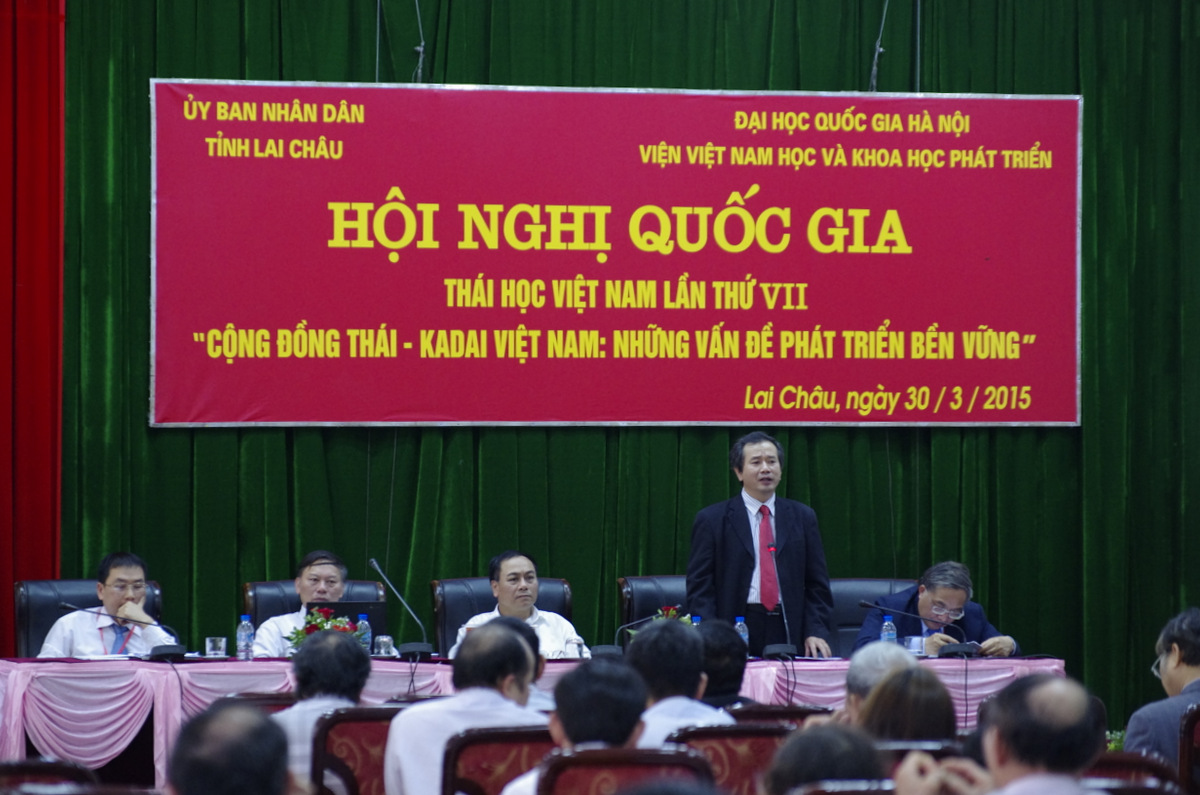 ỦY BAN NHÂN DÂN
TỈNH LAI CHÂU
ĐẠI HỌC QUỐC GIA HÀ NỘI
VIỆN VIỆT NAM HỌC VÀ KHOA HỌC PHÁT TRIỂN
HỘI NGHỊ QUỐC GIA
THÁI HỌC VIỆT NAM LẦN THỨ VII
"CỘNG ĐỒNG THÁI - KADAI VIỆT NAM: NHỮNG VẤN ĐỀ PHÁT TRIỂN BỀN VỮNG"
Lai Châu, ngày 30 / 3 / 2015